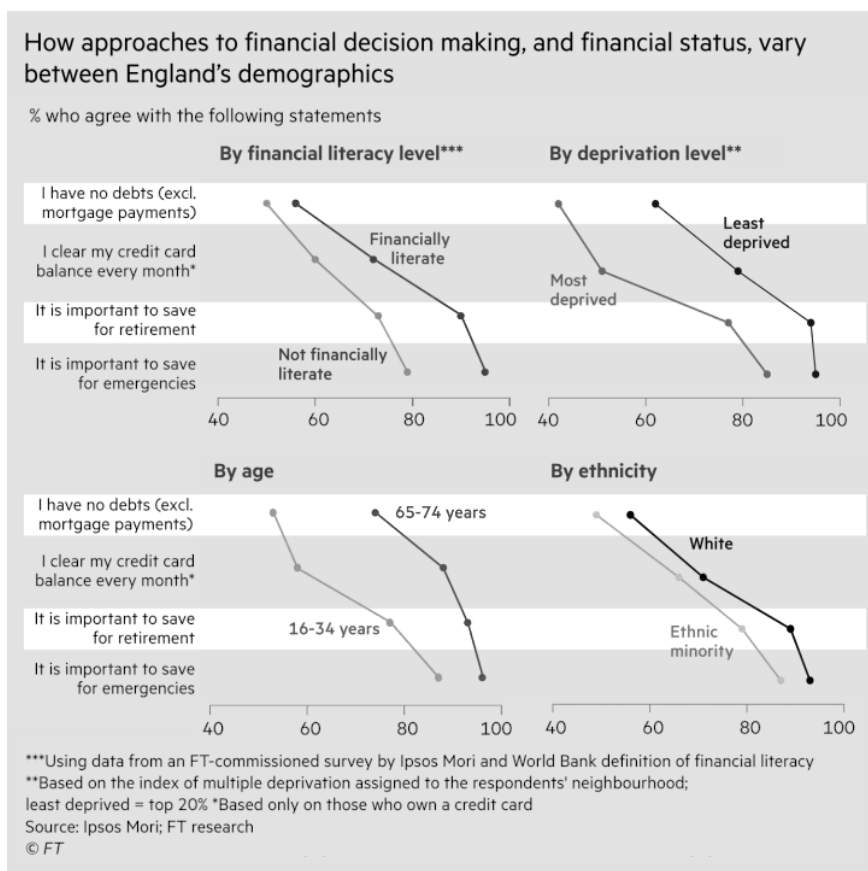 How approaches to financial decision making, and financial status, vary
between England's demographics
% who agree with the following statements
By financial literacy level***
By deprivation level**
I have no debts (excl.
mortgage payments)
I clear my credit card
balance every month*
It is important to save
for retirement
It is important to save
for emergencies
Financially
literate
Not financially
literate
40 60 80 100
Least
deprived
Most
deprived
40 60 80 100
By age
By ethnicity
I have no debts (excl.
mortgage payments)
I clear my credit card
balance every month*
It is important to save
for retirement
It is important to save
for emergencies
65-74 years
16-34 years
40 60 80 100
White
Ethnic
minority
40 60 80 100
***Using data from an FT-commissioned survey by Ipsos Mori and World Bank definition of financial literacy
**Based on the index of multiple deprivation assigned to the respondents' neighbourhood;
least deprived = top 20% *Based only on those who own a credit card
Source: Ipsos Mori; FT research
© FT